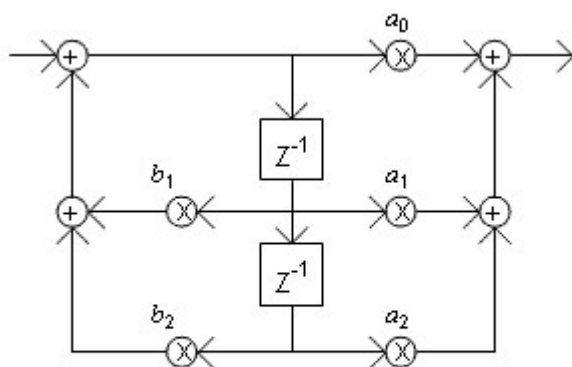 a₀
Z⁻¹
b₁ a₁
Z⁻¹
b₂ a₂